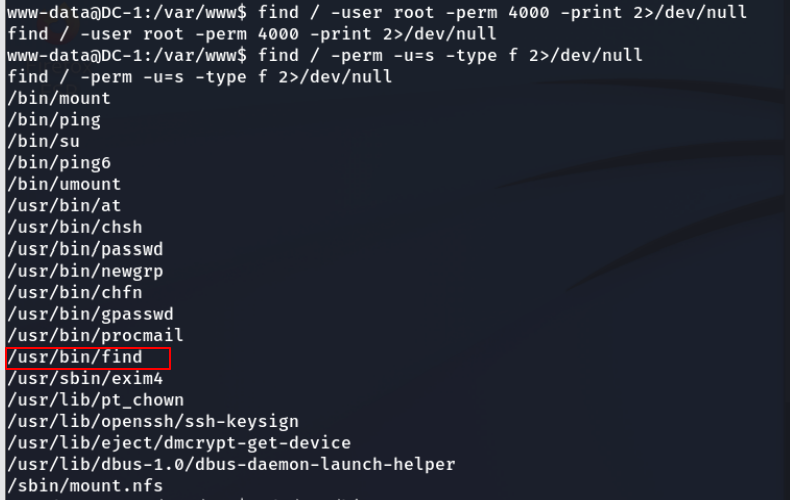 www-data@DC-1:/var/www$ find / -user root -perm 4000 -print 2>/dev/null
find / -user root -perm 4000 -print 2>/dev/null
www-data@DC-1:/var/www$ find / -perm -u=s -type f 2>/dev/null
find / -perm -u=s -type f 2>/dev/null
/bin/mount
/bin/ping
/bin/su
/bin/ping6
/bin/umount
/usr/bin/at
/usr/bin/chsh
/usr/bin/passwd
/usr/bin/newgrp
/usr/bin/chfn
/usr/bin/gpasswd
/usr/bin/procmail
/usr/bin/find
/usr/sbin/exim4
/usr/lib/pt_chown
/usr/lib/openssh/ssh-keysign
/usr/lib/eject/dmcrypt-get-device
/usr/lib/dbus-1.0/dbus-daemon-launch-helper
/sbin/mount.nfs